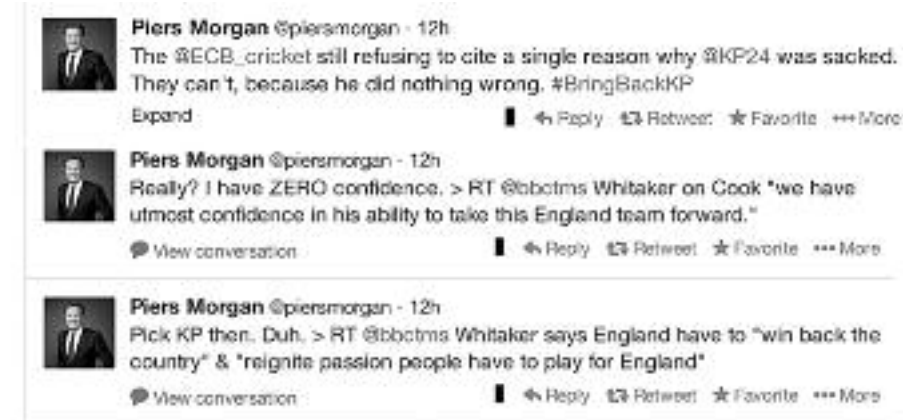 Piers Morgan @piersmorgan · 12h
The @ECB_cricket still refusing to cite a single reason why @KP24 was sacked.
They can't, because he did nothing wrong. #BringBackKP
Expand Reply Retweet Favorite More
Piers Morgan @piersmorgan · 12h
Really? I have ZERO confidence. > RT @bbctms Whitaker on Cook "we have
utmost confidence in his ability to take this England team forward."
View conversation Reply Retweet Favorite More
Piers Morgan @piersmorgan · 12h
Pick KP then. Duh. > RT @bbctms Whitaker says England have to "win back the
country" & "reignite passion people have to play for England"
View conversation Reply Retweet Favorite More